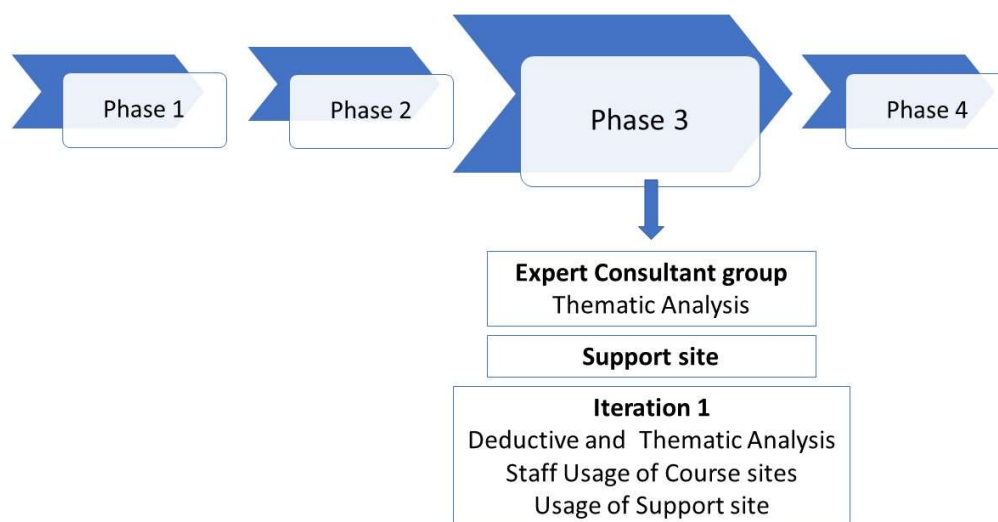 Phase 1
Phase 2
Phase 3
Phase 4
Expert Consultant group
Thematic Analysis
Support site
Iteration 1
Deductive and Thematic Analysis
Staff Usage of Course sites
Usage of Support site